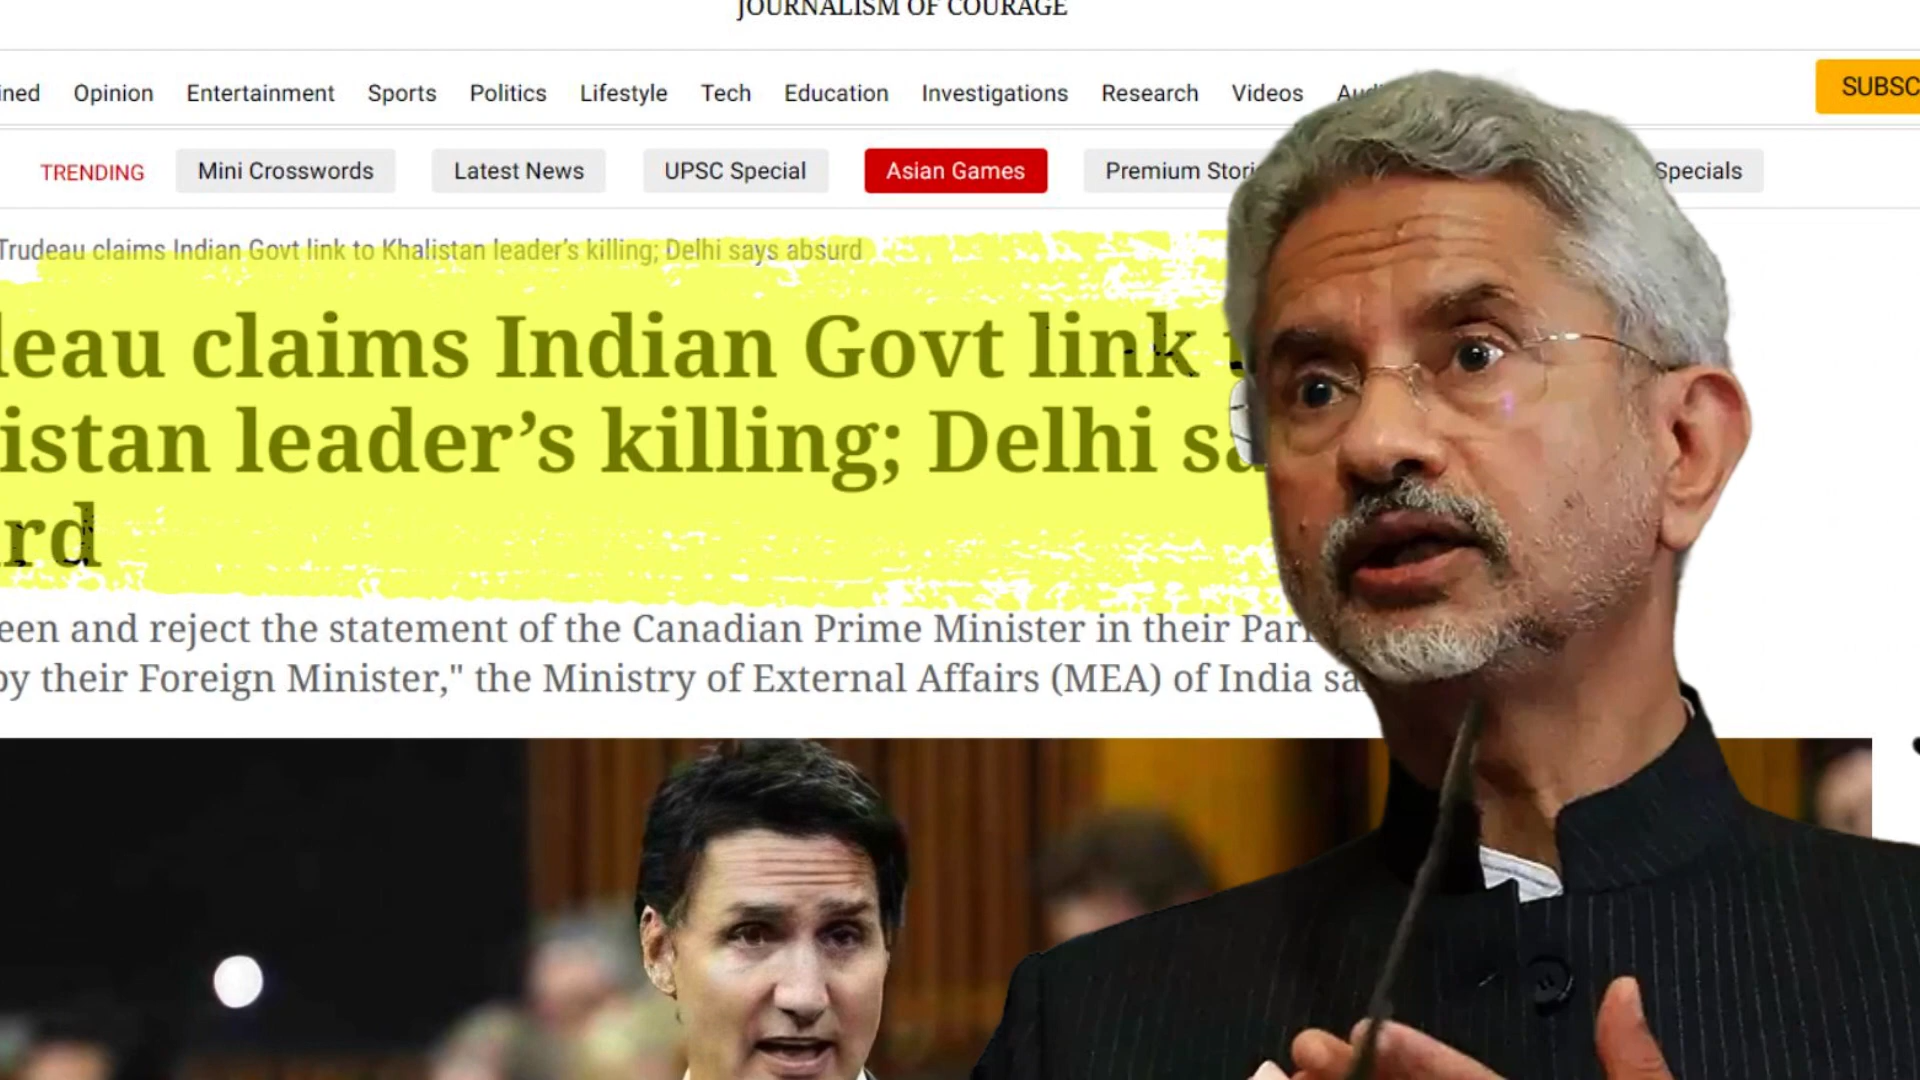 JOURNALISM OF COURAGE
Opinion Entertainment Sports Politics Lifestyle Tech Education Investigations Research Videos
SUBSC
TRENDING Mini Crosswords Latest News UPSC Special Asian Games Premium Stori Specials
Trudeau claims Indian Govt link to Khalistan leader's killing; Delhi says absurd
deau claims Indian Govt link
istan leader's killing; Delhi sa
rd
een and reject the statement of the Canadian Prime Minister in their Par
by their Foreign Minister," the Ministry of External Affairs (MEA) of India sa